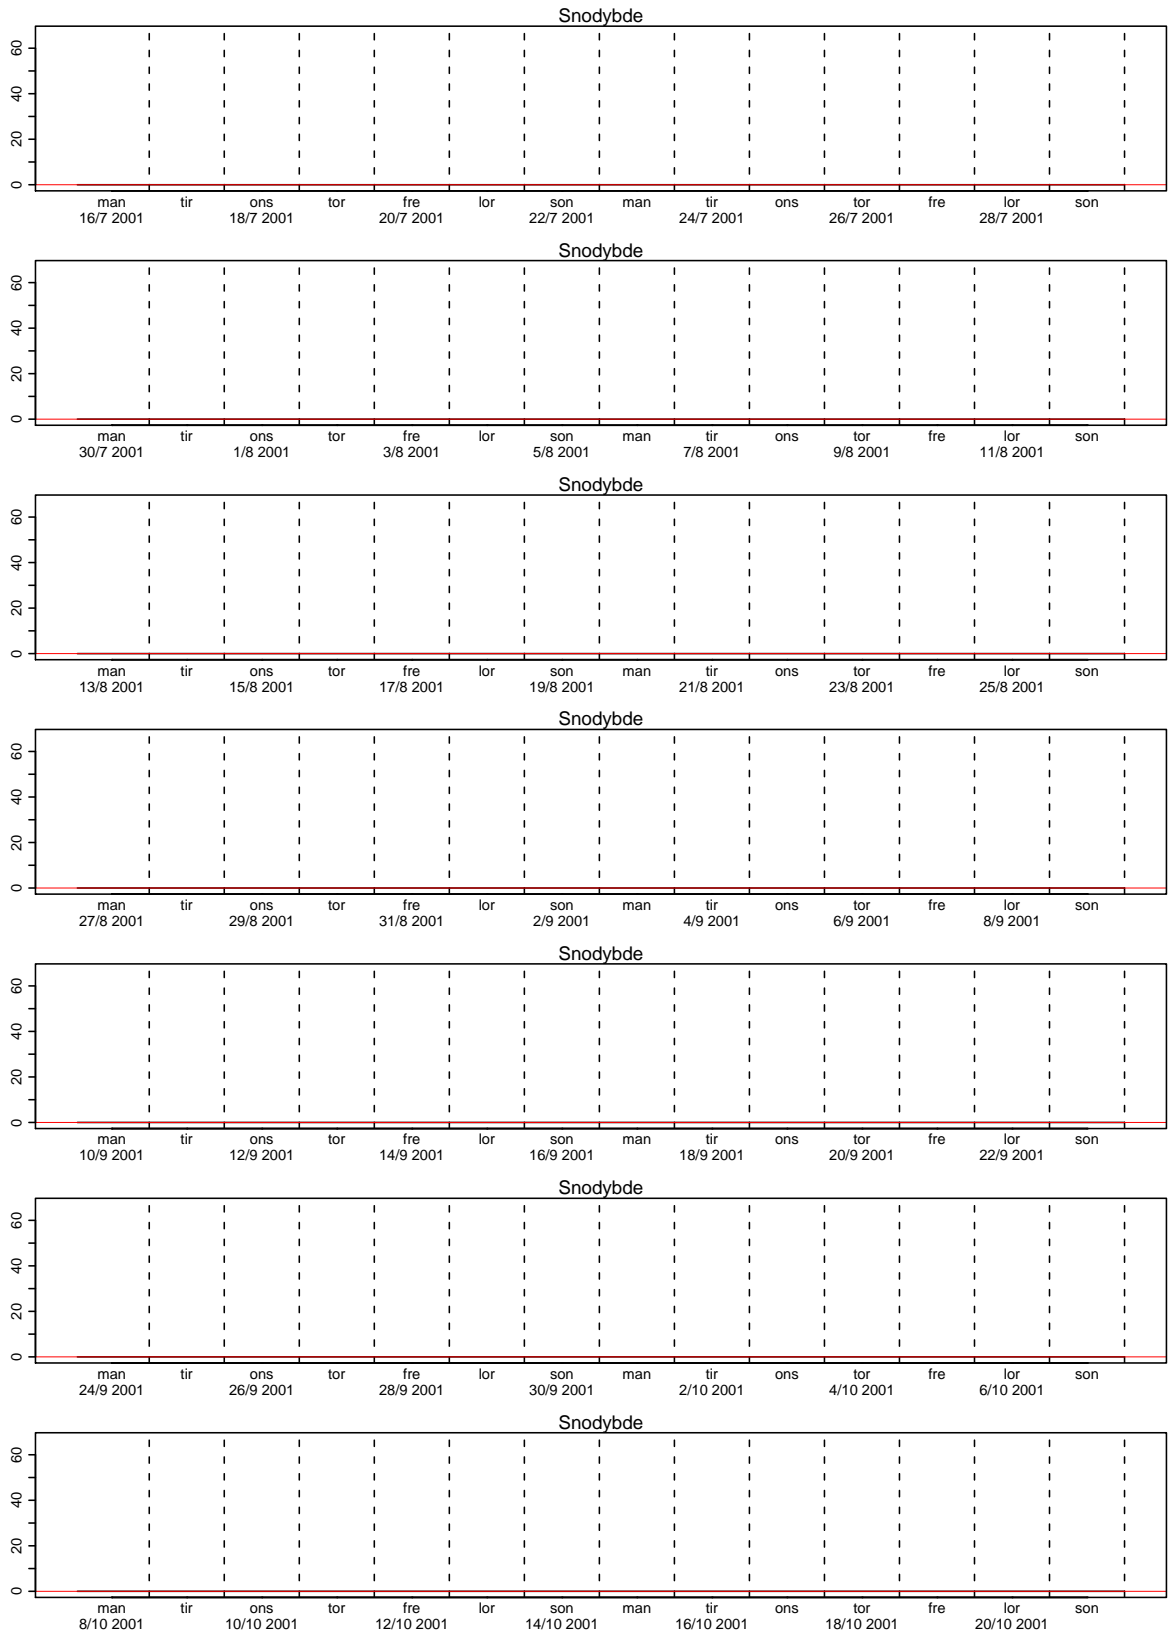 Snodybde
60
40
20
0
man tir ons tor fre lor son man tir ons tor fre lor son
16/7 2001 18/7 2001 20/7 2001 22/7 2001 24/7 2001 26/7 2001 28/7 2001
Snodybde
60
40
20
0
man tir ons tor fre lor son man tir ons tor fre lor son
30/7 2001 1/8 2001 3/8 2001 5/8 2001 7/8 2001 9/8 2001 11/8 2001
Snodybde
60
40
20
0
man tir ons tor fre lor son man tir ons tor fre lor son
13/8 2001 15/8 2001 17/8 2001 19/8 2001 21/8 2001 23/8 2001 25/8 2001
Snodybde
60
40
20
0
man tir ons tor fre lor son man tir ons tor fre lor son
27/8 2001 29/8 2001 31/8 2001 2/9 2001 4/9 2001 6/9 2001 8/9 2001
Snodybde
60
40
20
0
man tir ons tor fre lor son man tir ons tor fre lor son
10/9 2001 12/9 2001 14/9 2001 16/9 2001 18/9 2001 20/9 2001 22/9 2001
Snodybde
60
40
20
0
man tir ons tor fre lor son man tir ons tor fre lor son
24/9 2001 26/9 2001 28/9 2001 30/9 2001 2/10 2001 4/10 2001 6/10 2001
Snodybde
60
40
20
0
man tir ons tor fre lor son man tir ons tor fre lor son
8/10 2001 10/10 2001 12/10 2001 14/10 2001 16/10 2001 18/10 2001 20/10 2001